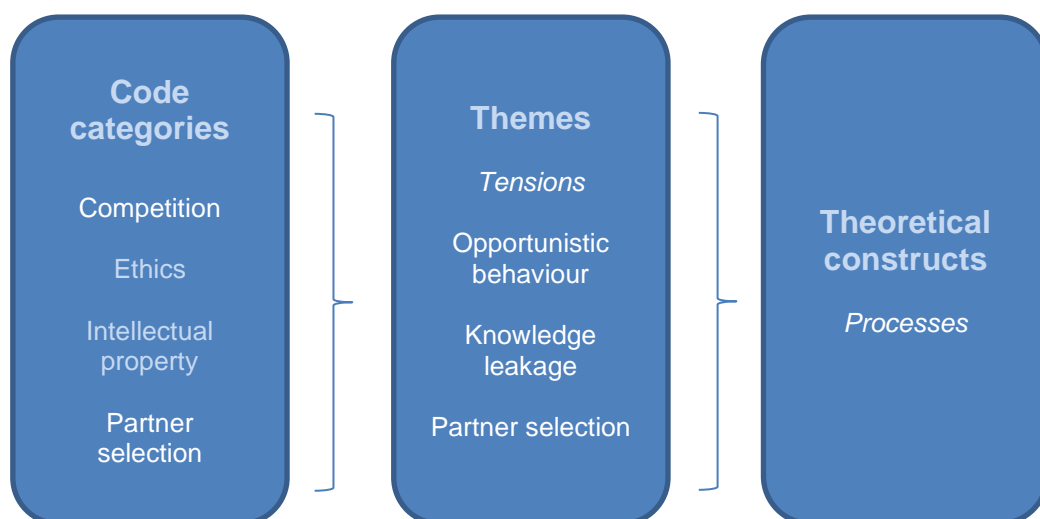 Code
categories
Competition
Ethics
Intellectual
property
Partner
selection
Themes
Tensions
Opportunistic
behaviour
Knowledge
leakage
Partner selection
Theoretical
constructs
Processes